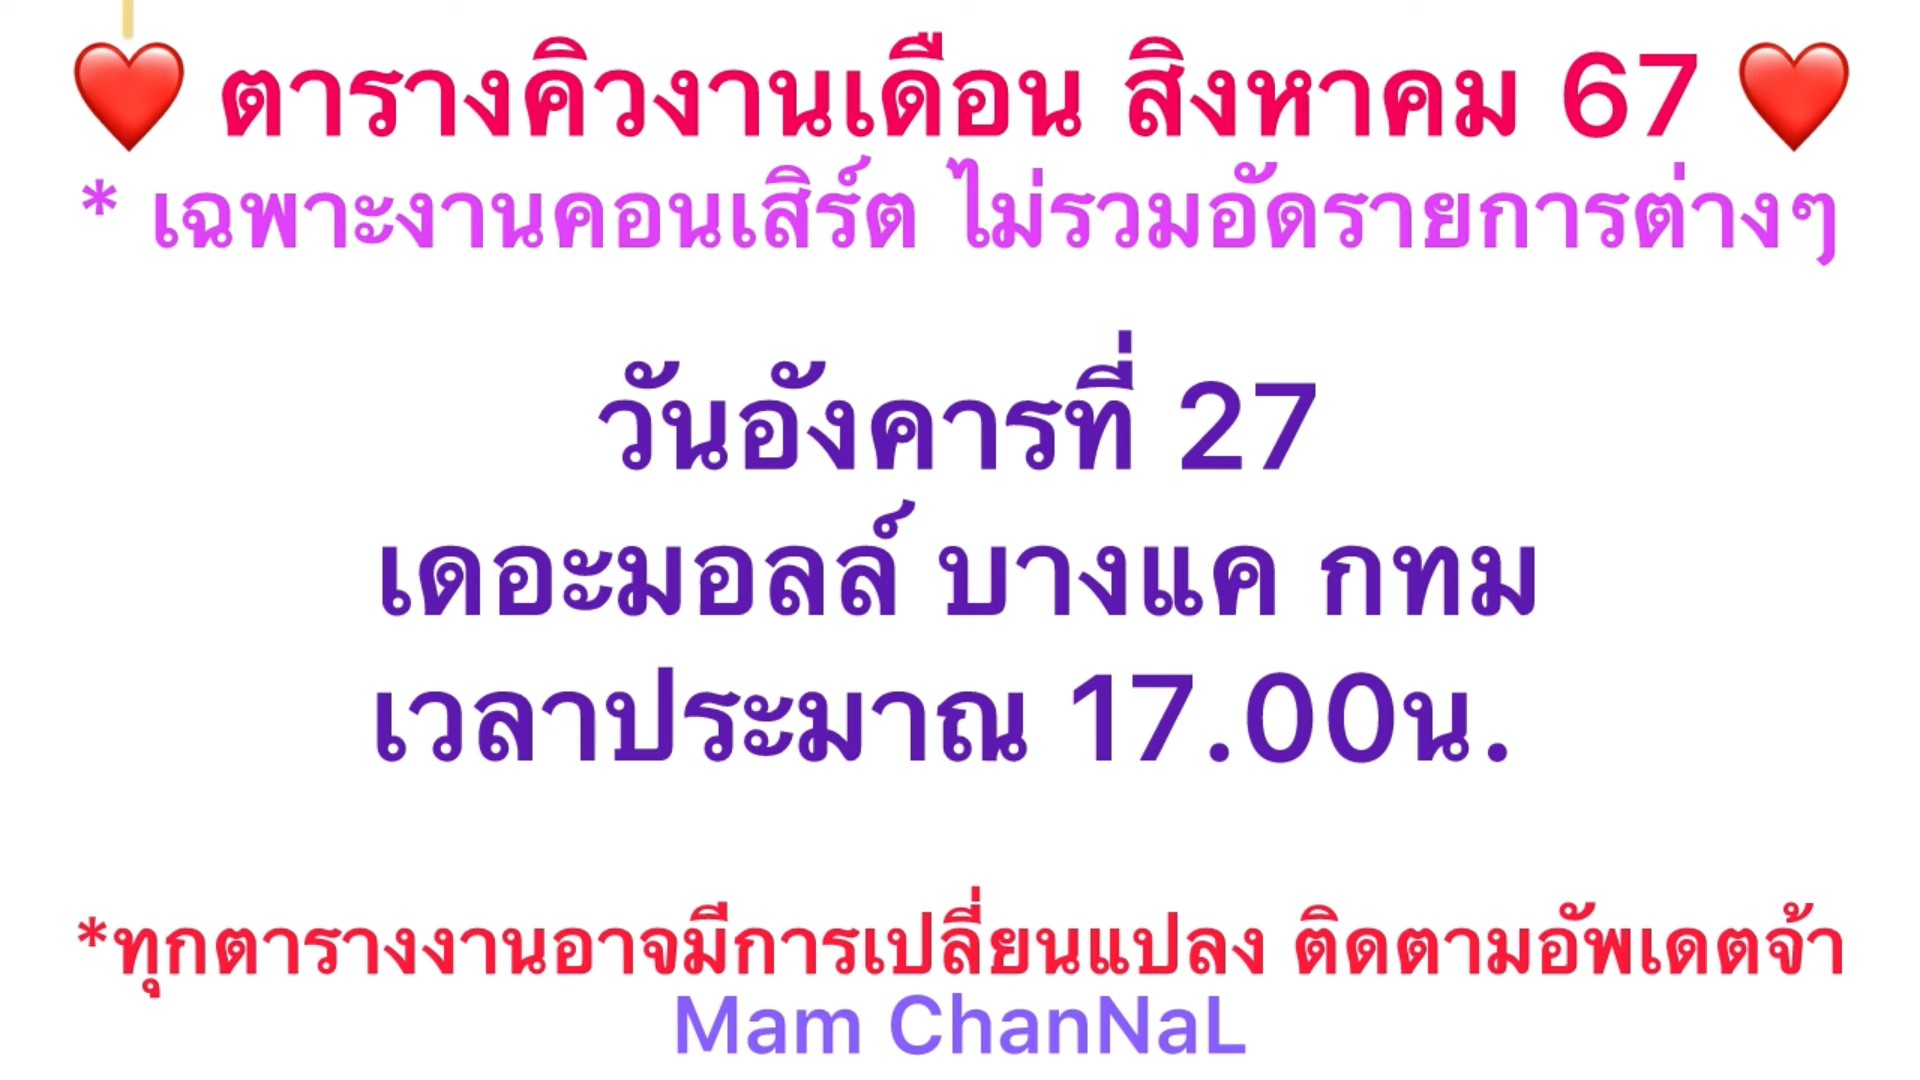 ❤️ ตารางคิวงานเดือน สิงหาคม 67 ❤️
* เฉพาะงานคอนเสิร์ต ไม่รวมอัดรายการต่างๆ
วันอังคารที่ 27
เดอะมอลล์ บางแค กทม
เวลาประมาณ 17.00น.
*ทุกตารางงานอาจมีการเปลี่ยนแปลง ติดตามอัพเดตจ้า
Mam ChanNaL